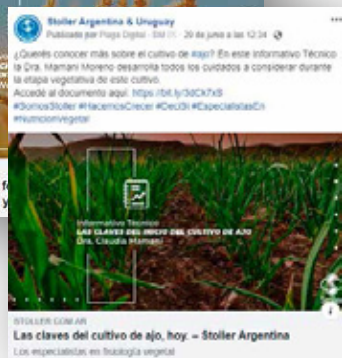 Stoller Argentina & Uruguay
Publicado por Plaga Digital
29 de junio a las 12:34
¿Querés conocer más sobre el cultivo de #ajo? En este Informativo Técnico
la Dra. Mamani Moreno desarrolla todos los cuidados a considerar durante
la etapa vegetativa de este cultivo.
Accedé al documento aquí: https://bit.ly/3dCk7xS
#SomosStoller #HacemosCrecer #DecíSí #EspecialistasEn
#NutriciónVegetal
Informativo Técnico
LAS CLAVES DEL INICIO DEL CULTIVO DE AJO
Dra. Claudia Mamani
STOLLER.COM.AR
Las claves del cultivo de ajo, hoy. – Stoller Argentina
Los especialistas en fisiología vegetal